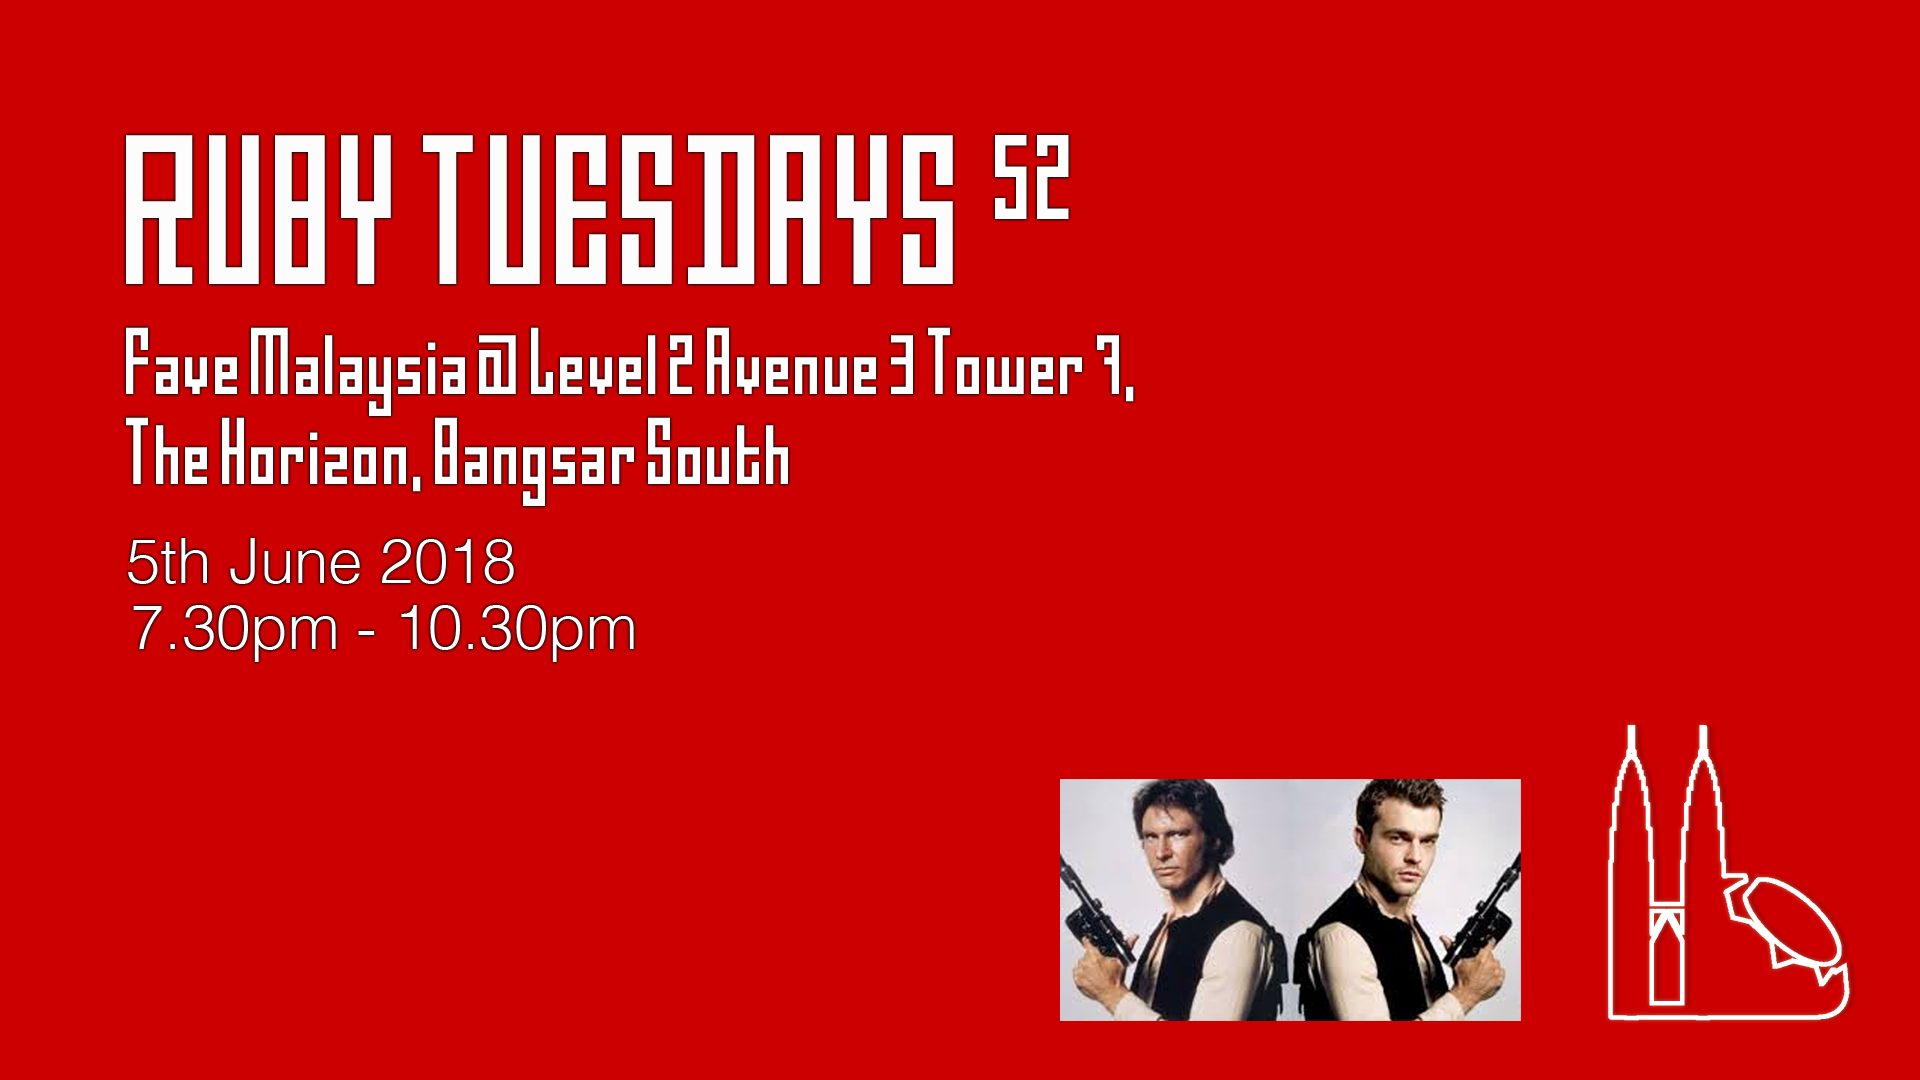 RUBY TUESDAYS 52
Fave Malaysia @ Level 2 Avenue 3 Tower 7,
The Horizon, Bangsar South
5th June 2018
7.30pm - 10.30pm